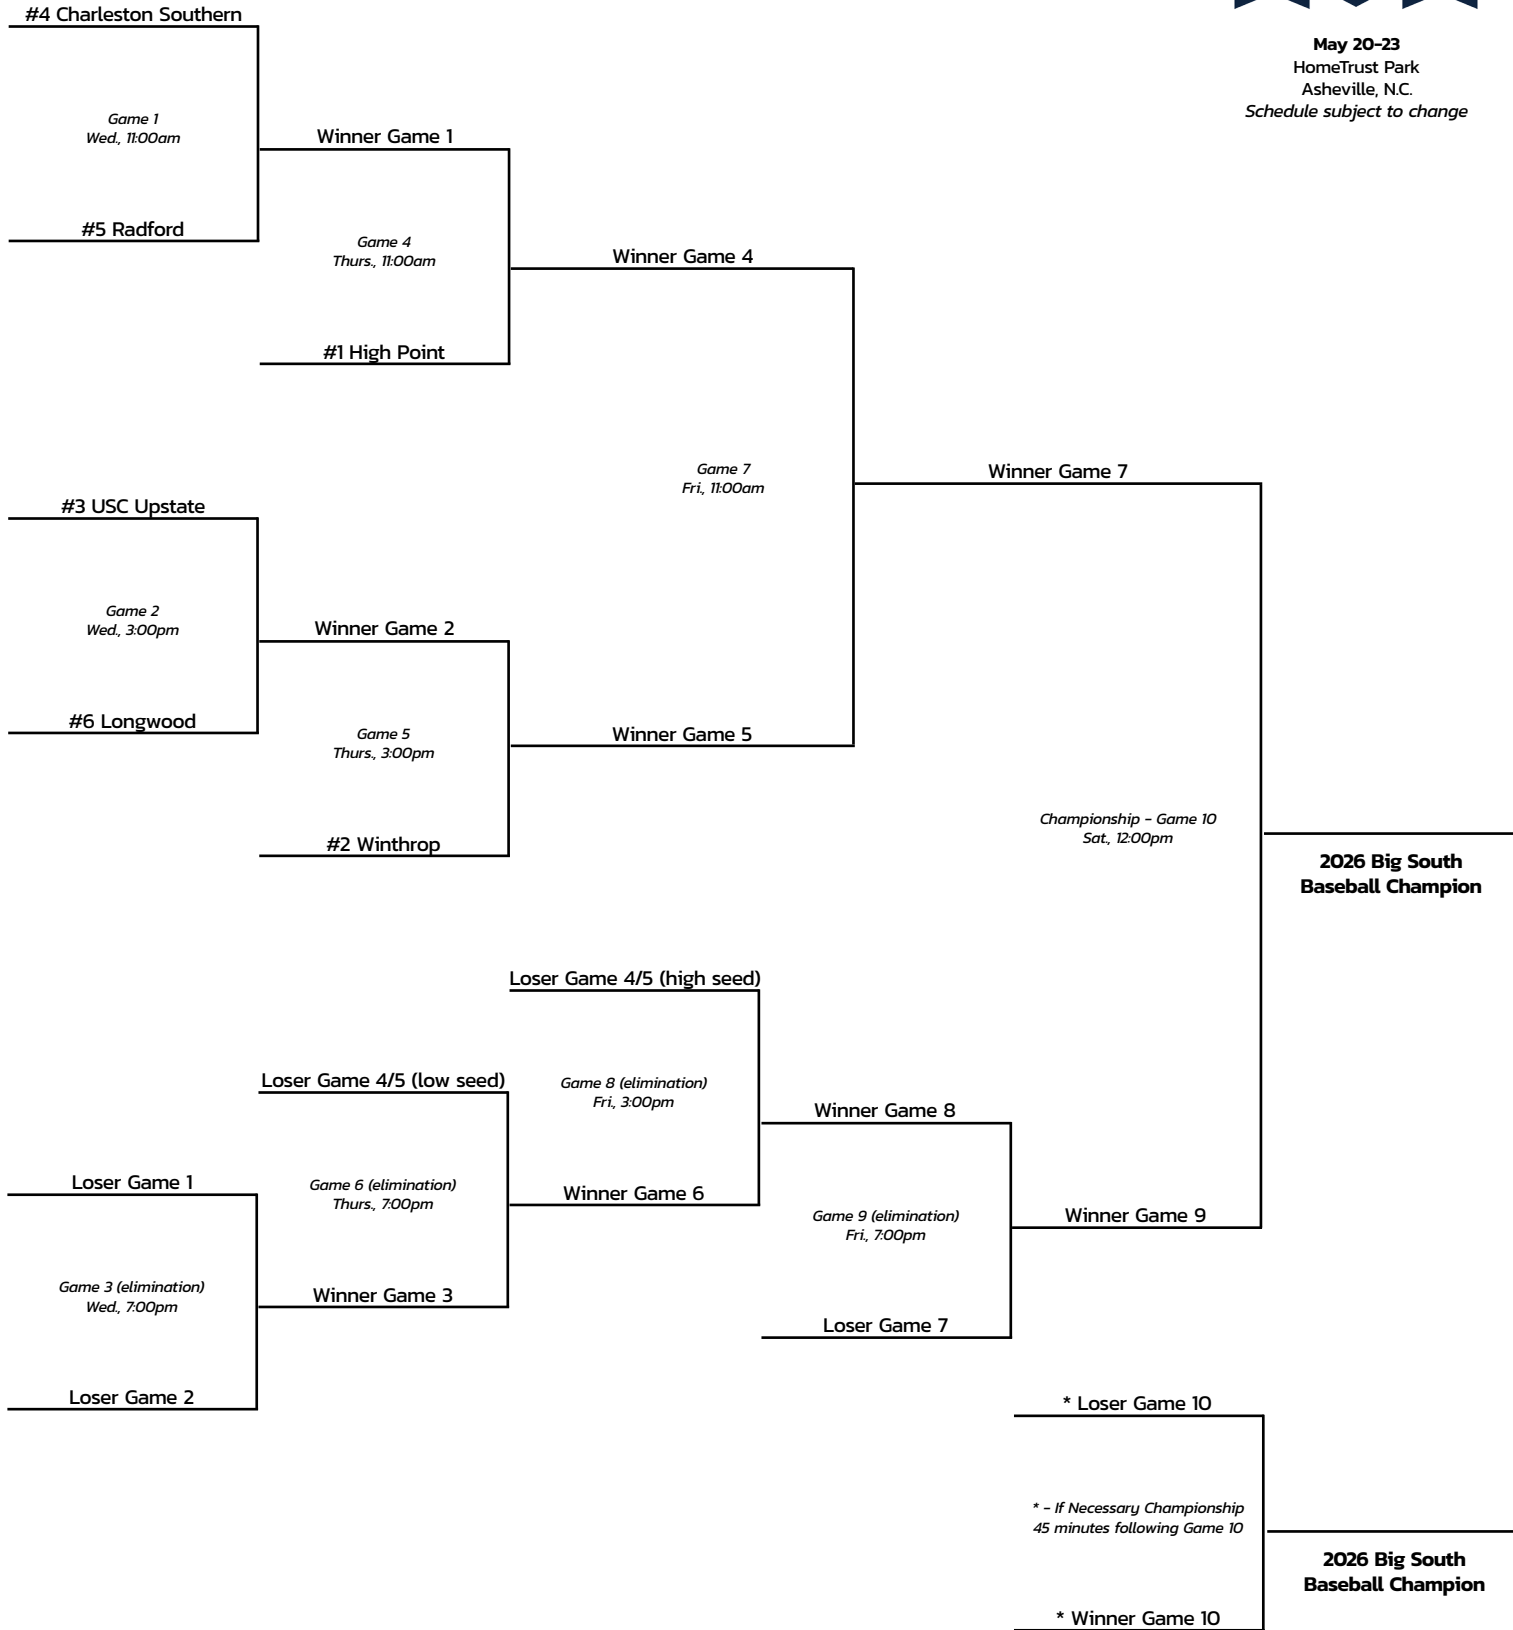 #4 Charleston Southern
May 20-23
HomeTrust Park
Asheville, N.C.
Schedule subject to change
Game 1
Wed., 11:00am
Winner Game 1
#5 Radford
Game 4
Thurs., 11:00am
Winner Game 4
#1 High Point
Game 7
Fri., 11:00am
Winner Game 7
#3 USC Upstate
Game 2
Wed., 3:00pm
Winner Game 2
#6 Longwood
Game 5
Thurs., 3:00pm
Winner Game 5
#2 Winthrop
Championship - Game 10
Sat., 12:00pm
2026 Big South
Baseball Champion
Loser Game 4/5 (high seed)
Loser Game 4/5 (low seed)
Game 8 (elimination)
Fri., 3:00pm
Winner Game 8
Loser Game 1
Game 6 (elimination)
Thurs., 7:00pm
Winner Game 6
Game 9 (elimination)
Fri., 7:00pm
Winner Game 9
Game 3 (elimination)
Wed., 7:00pm
Winner Game 3
Loser Game 7
Loser Game 2
* Loser Game 10
* - If Necessary Championship
45 minutes following Game 10
2026 Big South
Baseball Champion
* Winner Game 10